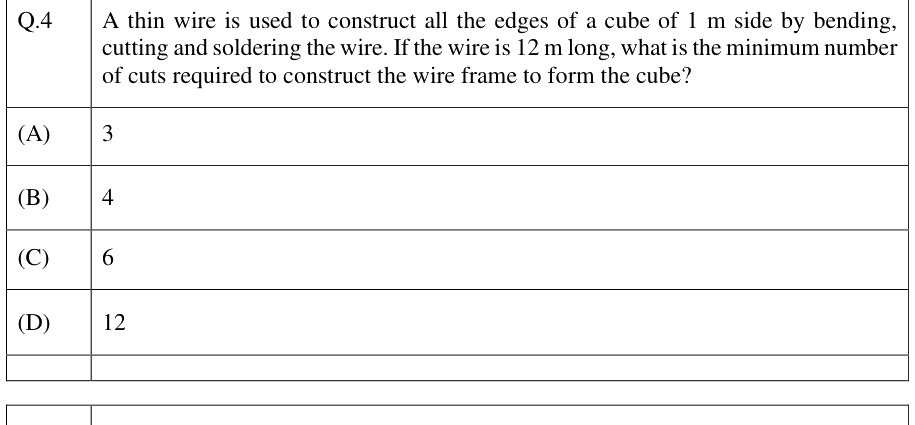 Q.4 A thin wire is used to construct all the edges of a cube of 1 m side by bending,
cutting and soldering the wire. If the wire is 12 m long, what is the minimum number
of cuts required to construct the wire frame to form the cube?
(A) 3
(B) 4
(C) 6
(D) 12